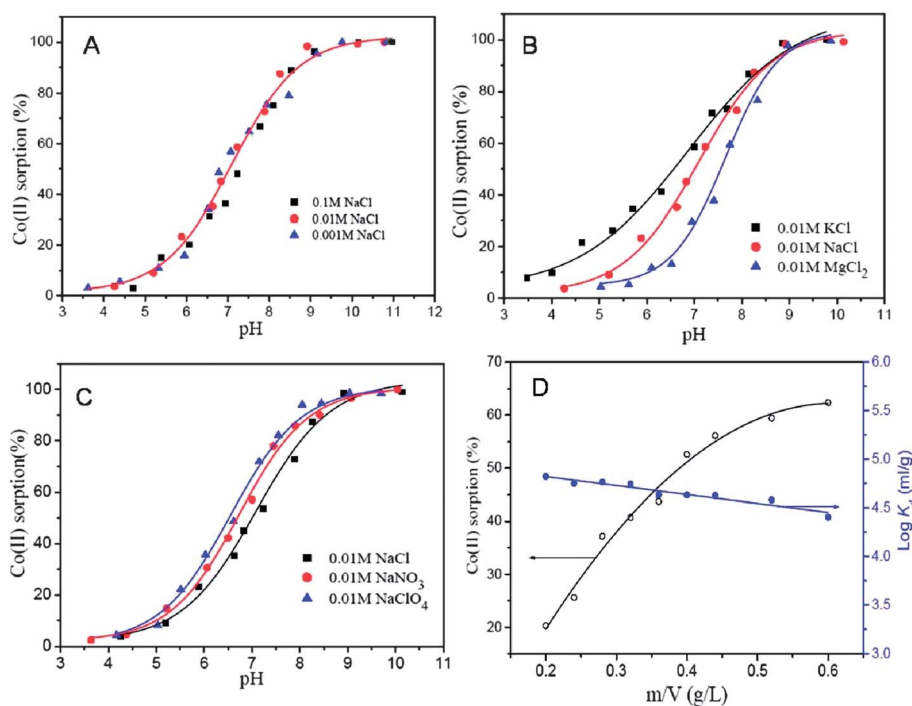 A
Co(II) sorption (%)
100
80
60
40
20
0
0.1M NaCl
0.01M NaCl
0.001M NaCl
3 4 5 6 7 8 9 10 11 12
pH
B
Co(II) sorption (%)
100
80
60
40
20
0
0.01M KCl
0.01M NaCl
0.01M MgCl2
3 4 5 6 7 8 9 10 11
pH
C
Co(II) sorption(%)
100
80
60
40
20
0
0.01M NaCl
0.01M NaNO3
0.01M NaClO4
3 4 5 6 7 8 9 10 11
pH
D
Co(II) sorption (%)
70
60
50
40
30
20
6.0
5.5
5.0
4.5
4.0
3.5
3.0
Log Kd (ml/g)
0.2 0.3 0.4 0.5 0.6
m/V (g/L)